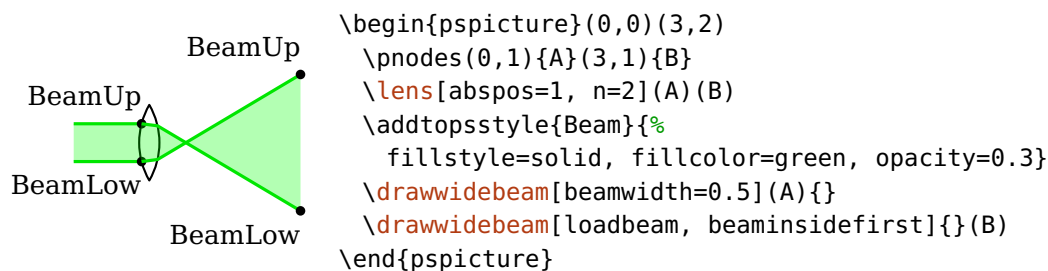 BeamUp
BeamUp
BeamLow
BeamLow
\begin{pspicture}(0,0)(3,2)
\pnodes(0,1){A}(3,1){B}
\lens[abspos=1, n=2](A)(B)
\addtopsstyle{Beam}{%
fillstyle=solid, fillcolor=green, opacity=0.3}
\drawwidebeam[beamwidth=0.5](A){}
\drawwidebeam[loadbeam, beaminsidefirst]{}(B)
\end{pspicture}